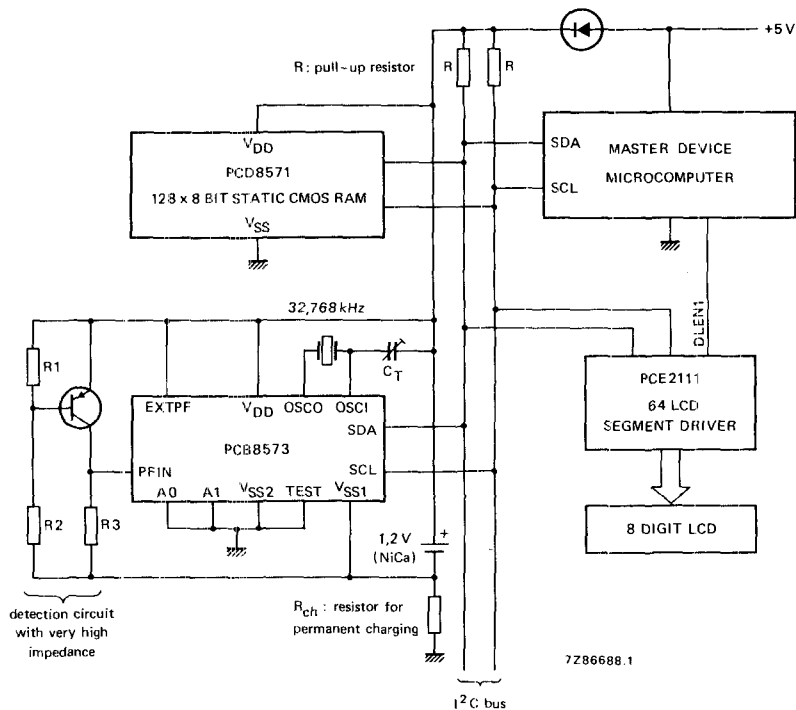 +5 V
R : pull-up resistor
R
R
VDD
PCD8571
128 x 8 BIT STATIC CMOS RAM
VSS
SDA
SCL
MASTER DEVICE
MICROCOMPUTER
DLEN1
32,768 kHz
R1
CT
EXTPF
VDD
OSCO
OSCI
SDA
PCB8573
PFIN
SCL
A0
A1
VSS2
TEST
VSS1
R2
R3
PCE2111
64 LCD
SEGMENT DRIVER
8 DIGIT LCD
1,2 V
(NiCa)
+
detection circuit
with very high
impedance
Rch : resistor for
permanent charging
7Z86688.1
I²C bus